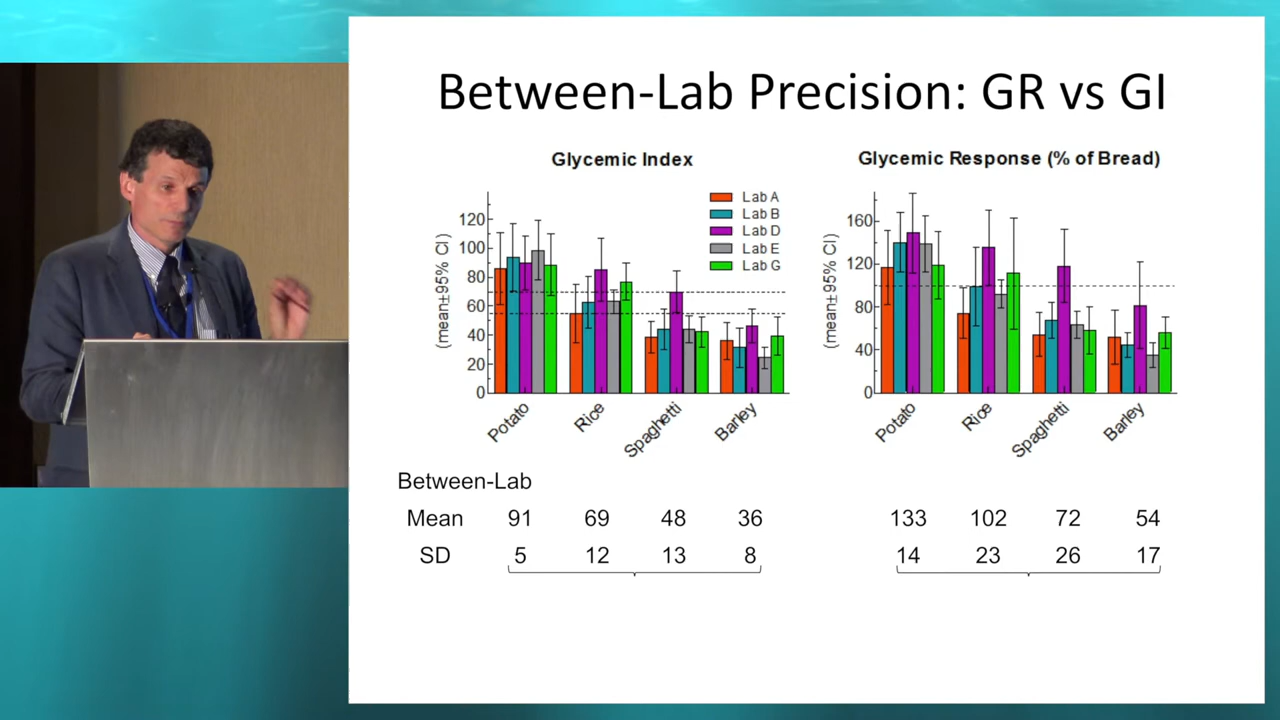 Between-Lab Precision: GR vs GI
Glycemic Index
(mean±95% CI)
120
100
80
60
40
20
0
Lab A
Lab B
Lab D
Lab E
Lab G
Potato
Rice
Spaghetti
Barley
Glycemic Response (% of Bread)
(mean±95% CI)
160
120
80
40
0
Potato
Rice
Spaghetti
Barley
Between-Lab
Mean 91 69 48 36 133 102 72 54
SD 5 12 13 8 14 23 26 17